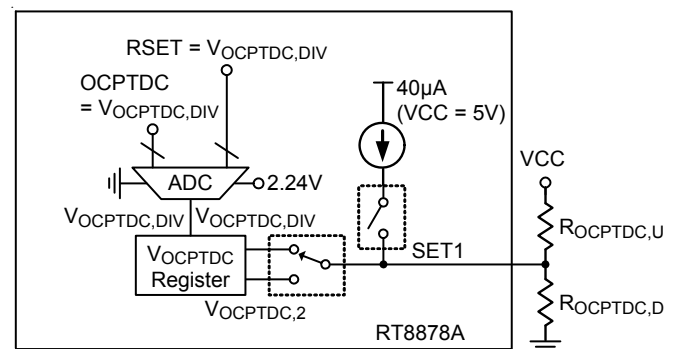 RSET = VOCPTDC,DIV
OCPTDC
= VOCPTDC,DIV
40µA
(VCC = 5V)
VCC
ADC
2.24V
VOCPTDC,DIV VOCPTDC,DIV
ROCPTDC,U
VOCPTDC
Register
SET1
VOCPTDC,2
ROCPTDC,D
RT8878A